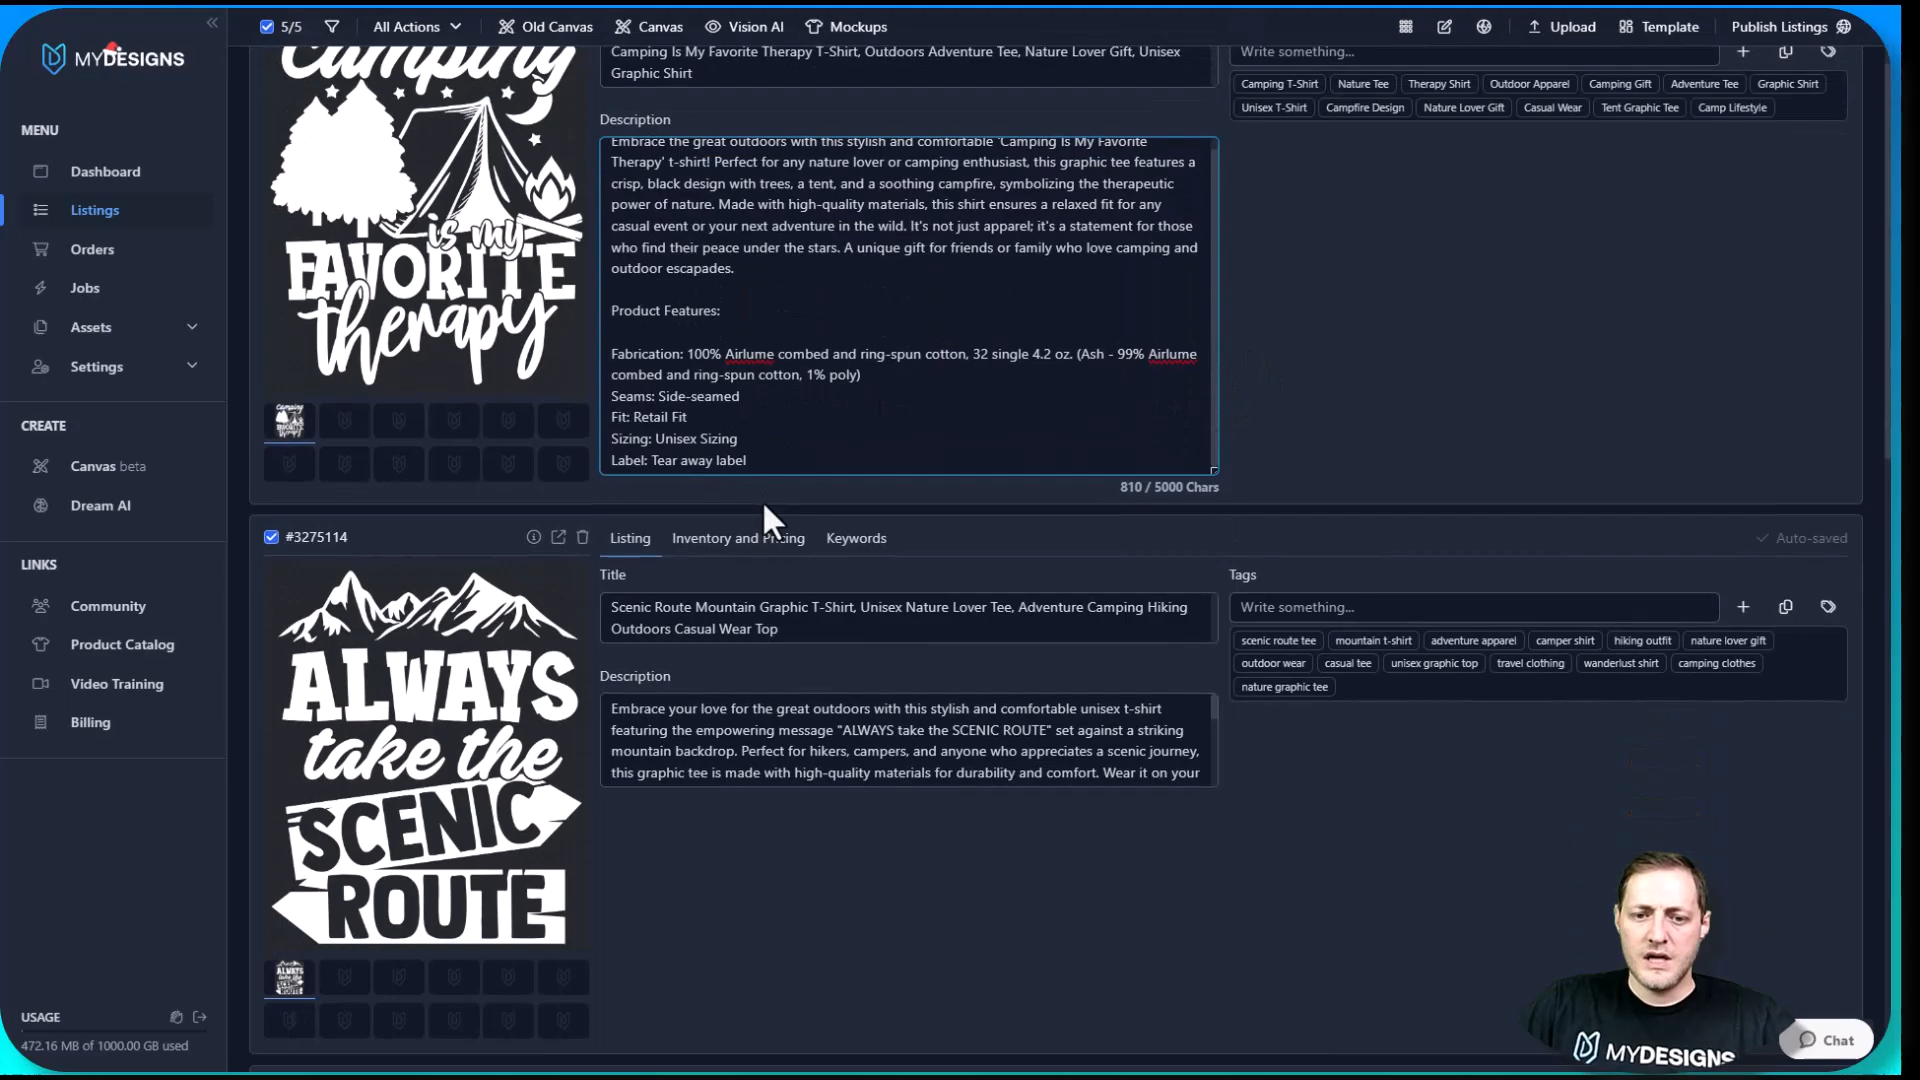 MYDESIGNS
5/5
All Actions
Old Canvas
Canvas
Vision AI
Mockups
Upload
Template
Publish Listings
MENU
Dashboard
Listings
Orders
Jobs
Assets
Settings
CREATE
Canvas beta
Dream AI
LINKS
Community
Product Catalog
Video Training
Billing
USAGE
472.16 MB of 1000.00 GB used
Camping
is my
FAVORITE
therapy
Camping Is My Favorite Therapy T-Shirt, Outdoors Adventure Tee, Nature Lover Gift, Unisex
Graphic Shirt
Description
Embrace the great outdoors with this stylish and comfortable 'Camping Is My Favorite
Therapy' t-shirt! Perfect for any nature lover or camping enthusiast, this graphic tee features a
crisp, black design with trees, a tent, and a soothing campfire, symbolizing the therapeutic
power of nature. Made with high-quality materials, this shirt ensures a relaxed fit for any
casual event or your next adventure in the wild. It's not just apparel; it's a statement for those
who find their peace under the stars. A unique gift for friends or family who love camping and
outdoor escapades.
Product Features:
Fabrication: 100% Airlume combed and ring-spun cotton, 32 single 4.2 oz. (Ash - 99% Airlume
combed and ring-spun cotton, 1% poly)
Seams: Side-seamed
Fit: Retail Fit
Sizing: Unisex Sizing
Label: Tear away label
810 / 5000 Chars
Write something...
Camping T-Shirt Nature Tee Therapy Shirt Outdoor Apparel Camping Gift Adventure Tee Graphic Shirt
Unisex T-Shirt Campfire Design Nature Lover Gift Casual Wear Tent Graphic Tee Camp Lifestyle
#3275114
Listing
Inventory and Pricing
Keywords
Auto-saved
ALWAYS
take the
SCENIC
ROUTE
Title
Scenic Route Mountain Graphic T-Shirt, Unisex Nature Lover Tee, Adventure Camping Hiking
Outdoors Casual Wear Top
Description
Embrace your love for the great outdoors with this stylish and comfortable unisex t-shirt
featuring the empowering message "ALWAYS take the SCENIC ROUTE" set against a striking
mountain backdrop. Perfect for hikers, campers, and anyone who appreciates a scenic journey,
this graphic tee is made with high-quality materials for durability and comfort. Wear it on your
Tags
Write something...
scenic route tee mountain t-shirt adventure apparel camper shirt hiking outfit nature lover gift
outdoor wear casual tee unisex graphic top travel clothing wanderlust shirt camping clothes
nature graphic tee
MYDESIGNS
Chat